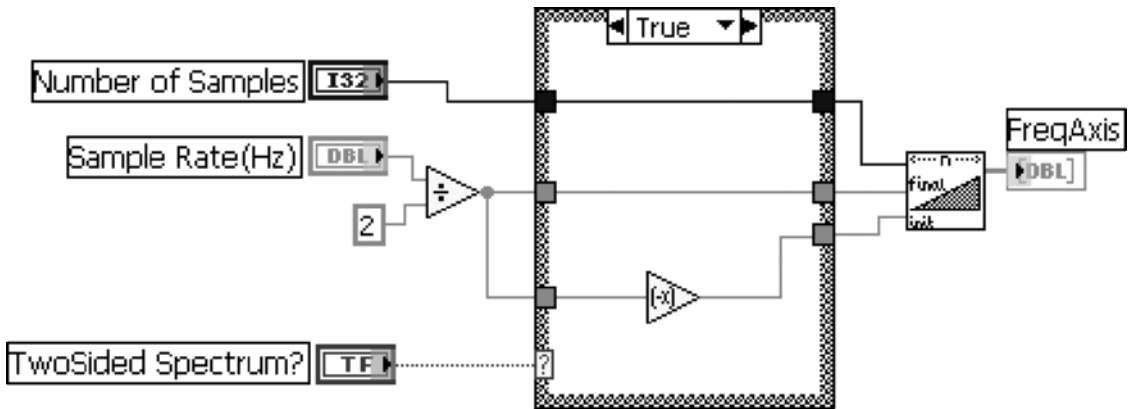 True
Number of Samples
I32
Sample Rate(Hz)
DBL
÷
2
(-x)
TwoSided Spectrum?
TF
?
n
final
init
FreqAxis
[DBL]